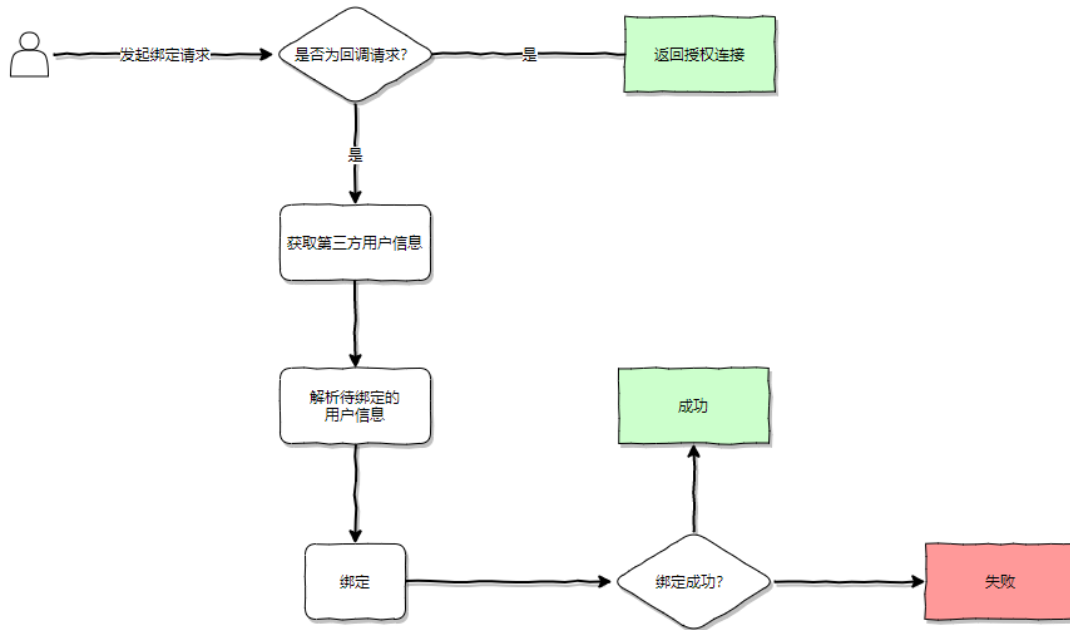 发起绑定请求
是否为回调请求?
是
返回授权连接
是
获取第三方用户信息
解析待绑定的
用户信息
成功
绑定
绑定成功?
失败